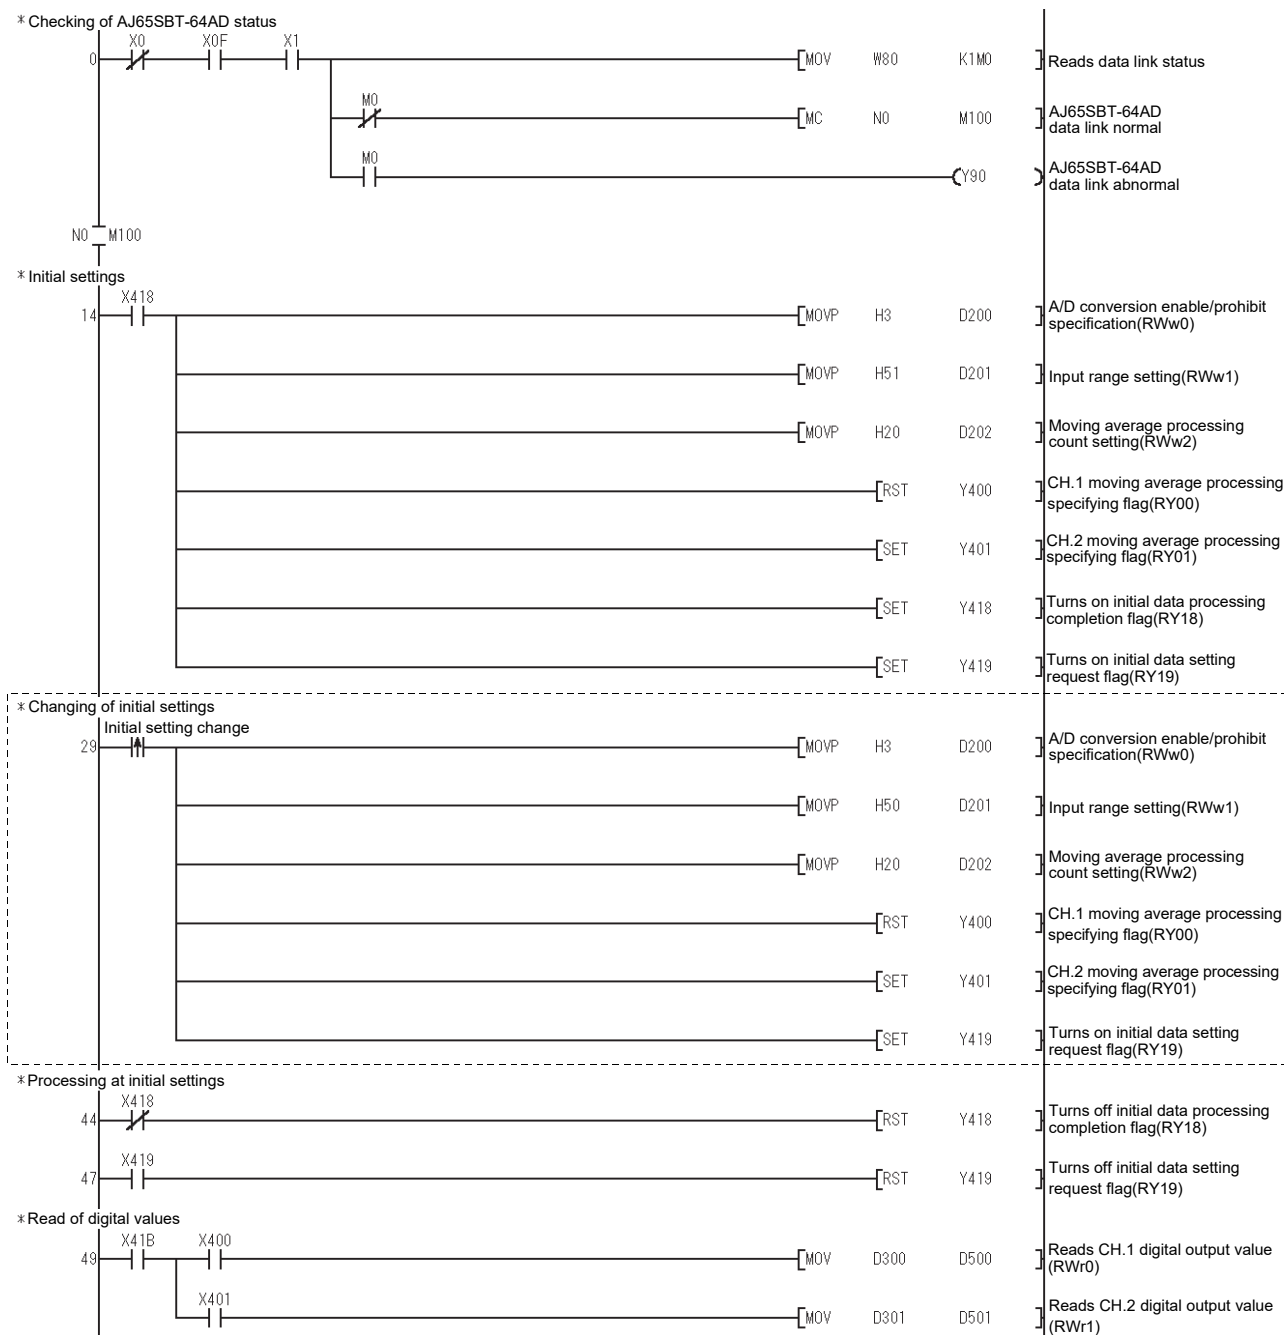 * Checking of AJ65SBT-64AD status
X0 X0F X1
0 MOV W80 K1M0 Reads data link status
M0
MC N0 M100 AJ65SBT-64AD
data link normal
M0
Y90 AJ65SBT-64AD
data link abnormal
N0 M100
* Initial settings
X418
14 MOVP H3 D200 A/D conversion enable/prohibit
specification(RWw0)
MOVP H51 D201 Input range setting(RWw1)
MOVP H20 D202 Moving average processing
count setting(RWw2)
RST Y400 CH.1 moving average processing
specifying flag(RY00)
SET Y401 CH.2 moving average processing
specifying flag(RY01)
SET Y418 Turns on initial data processing
completion flag(RY18)
SET Y419 Turns on initial data setting
request flag(RY19)
* Changing of initial settings
Initial setting change
29 MOVP H3 D200 A/D conversion enable/prohibit
specification(RWw0)
MOVP H50 D201 Input range setting(RWw1)
MOVP H20 D202 Moving average processing
count setting(RWw2)
RST Y400 CH.1 moving average processing
specifying flag(RY00)
SET Y401 CH.2 moving average processing
specifying flag(RY01)
SET Y419 Turns on initial data setting
request flag(RY19)
* Processing at initial settings
X418
44 RST Y418 Turns off initial data processing
completion flag(RY18)
X419
47 RST Y419 Turns off initial data setting
request flag(RY19)
* Read of digital values
X41B X400
49 MOV D300 D500 Reads CH.1 digital output value
(RWr0)
X401
MOV D301 D501 Reads CH.2 digital output value
(RWr1)